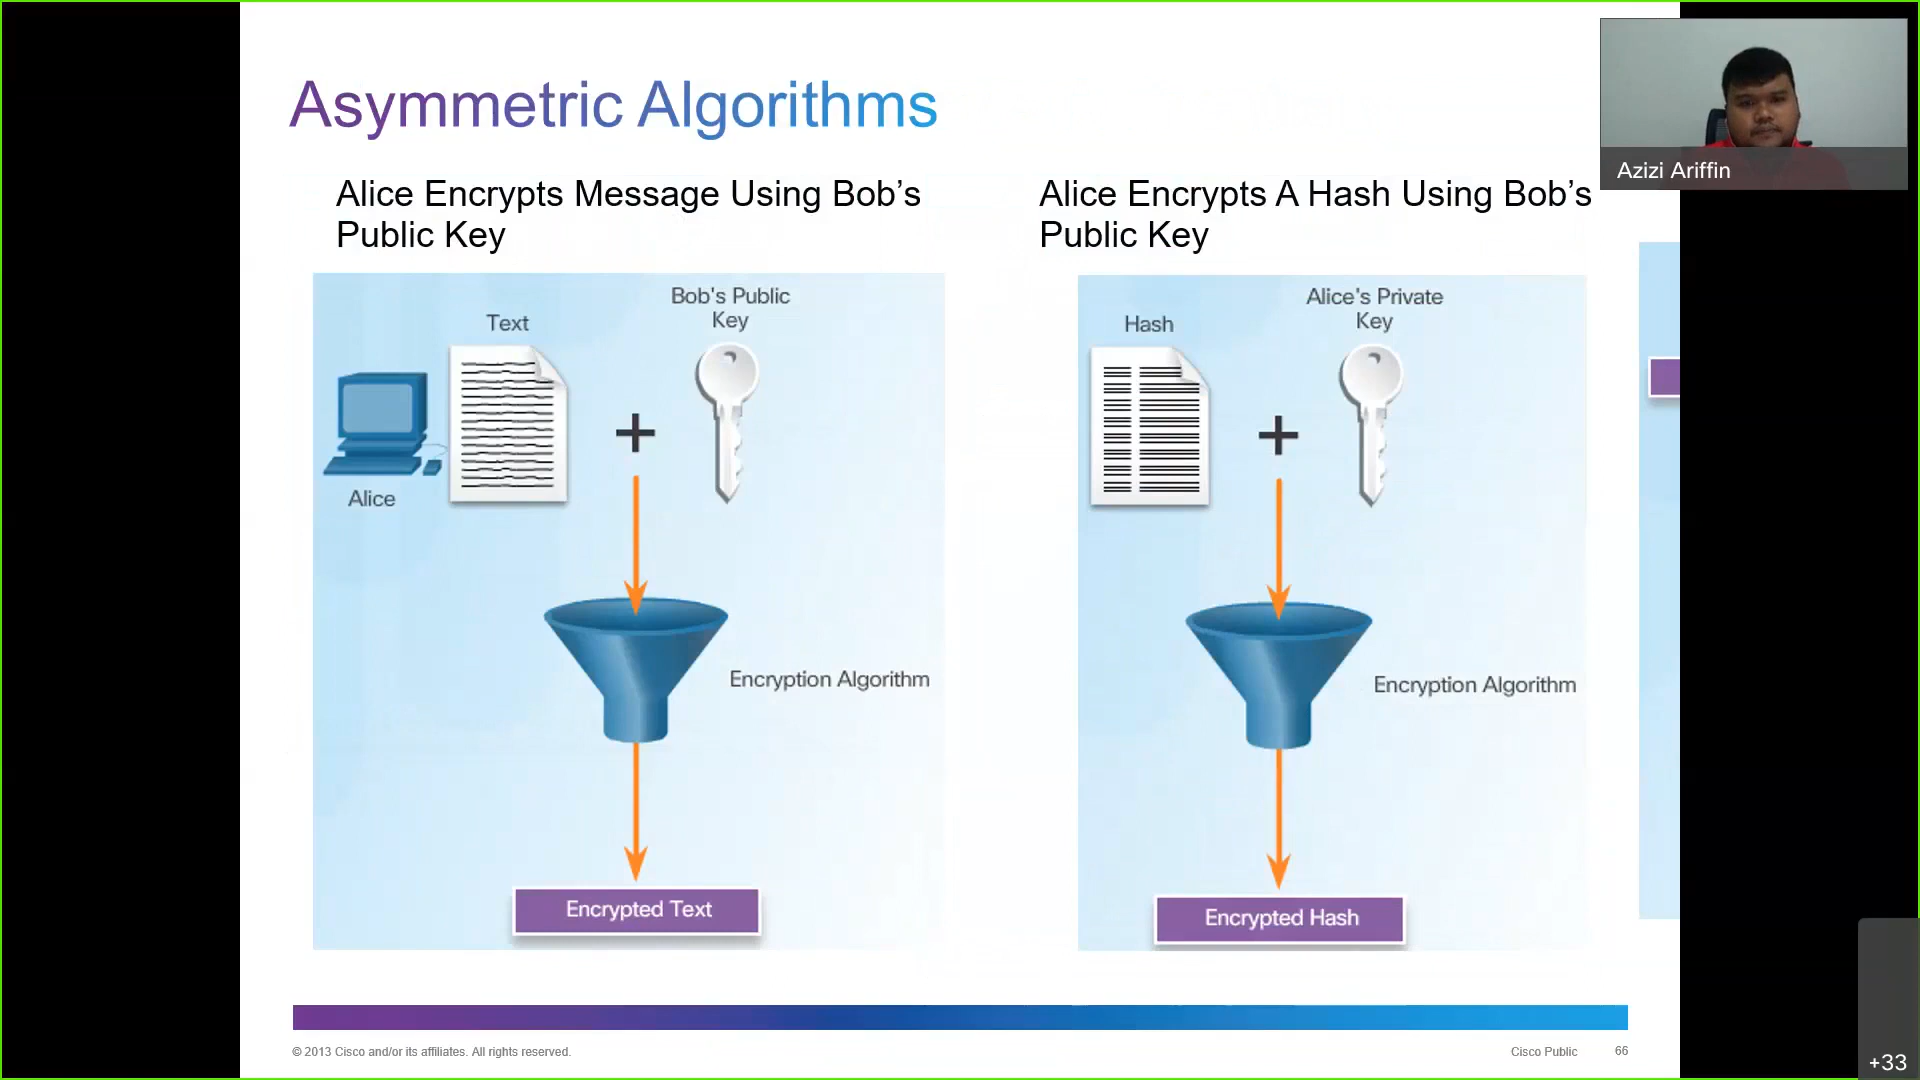 Asymmetric Algorithms
Azizi Ariffin
Alice Encrypts Message Using Bob’s
Public Key
Alice Encrypts A Hash Using Bob’s
Public Key
Bob's Public
Key
Text
Alice
Encryption Algorithm
Encrypted Text
Alice's Private
Key
Hash
Encryption Algorithm
Encrypted Hash
© 2013 Cisco and/or its affiliates. All rights reserved.
Cisco Public
66
+33